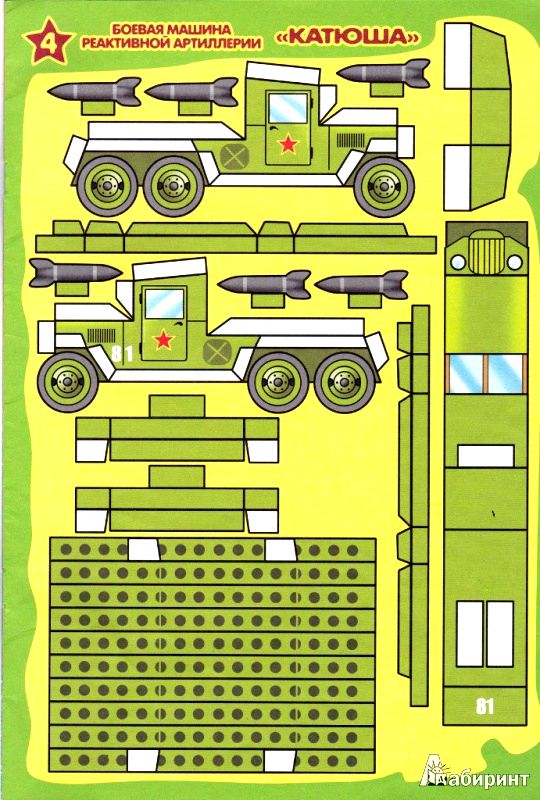 4
БОЕВАЯ МАШИНА
РЕАКТИВНОЙ АРТИЛЛЕРИИ
«КАТЮША»
81
81
Лабиринт